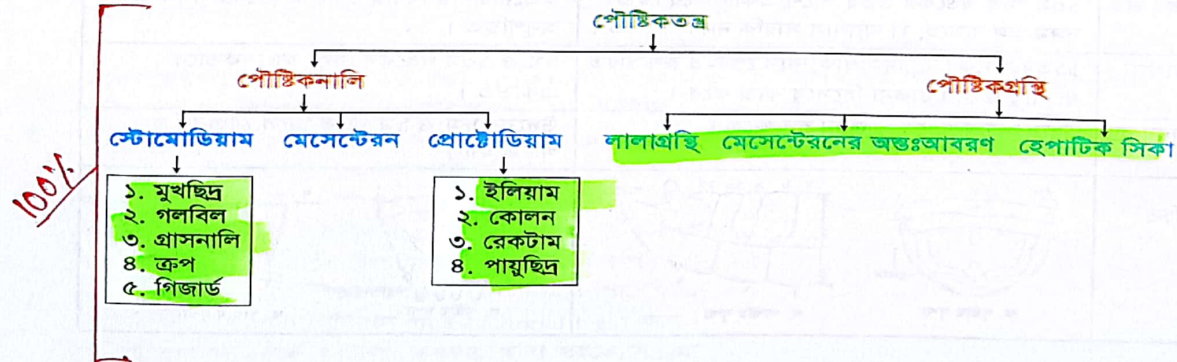 পৌষ্টিকতন্ত্র
পৌষ্টিকনালি
পৌষ্টিকগ্রন্থি
স্টোমোডিয়াম মেসেন্টেরন প্রোক্টোডিয়াম লালাগ্রন্থি মেসেন্টেরনের অন্তঃআবরণ হেপাটিক সিকা
১. মুখছিদ্র
২. গলবিল
৩. গ্রাসনালি
৪. ক্রপ
৫. গিজার্ড
১. ইলিয়াম
২. কোলন
৩. রেকটাম
৪. পায়ুছিদ্র
100%